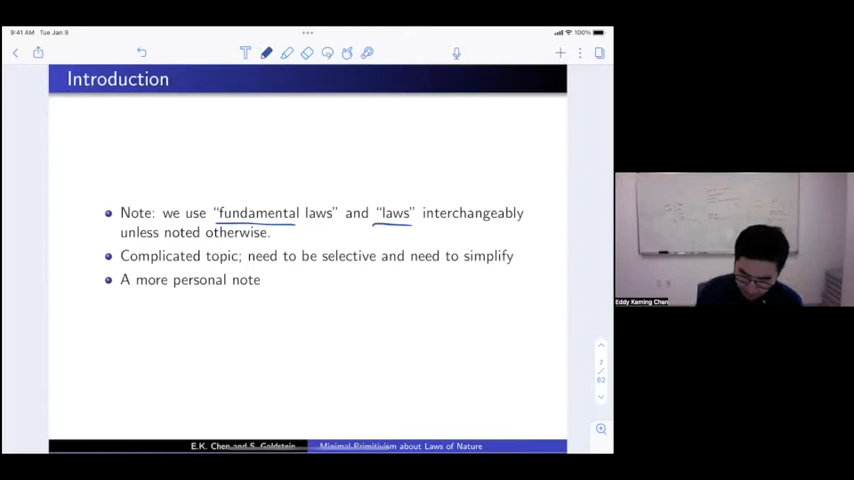 9:41 AM Tue Jan 9
100%
Introduction
Note: we use “fundamental laws” and “laws” interchangeably
unless noted otherwise.
Complicated topic; need to be selective and need to simplify
A more personal note
7
/
62
E.K. Chen and S. Goldstein
Minimal Primitivism about Laws of Nature
Eddy Keming Chen